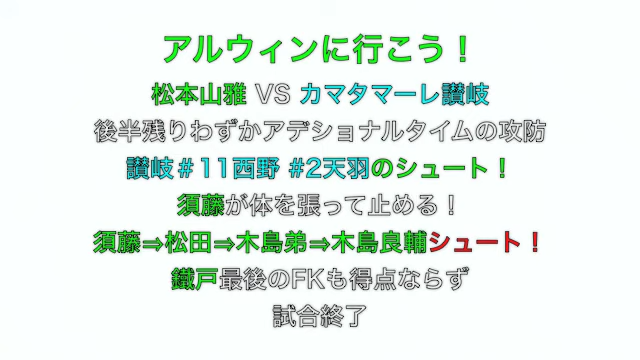 アルウィンに行こう！
松本山雅 VS カマタマーレ讃岐
後半残りわずかアデショナルタイムの攻防
讃岐＃11西野 #2天羽のシュート！
須藤が体を張って止める！
須藤⇒松田⇒木島弟⇒木島良輔シュート！
鐵戸最後のFKも得点ならず
試合終了